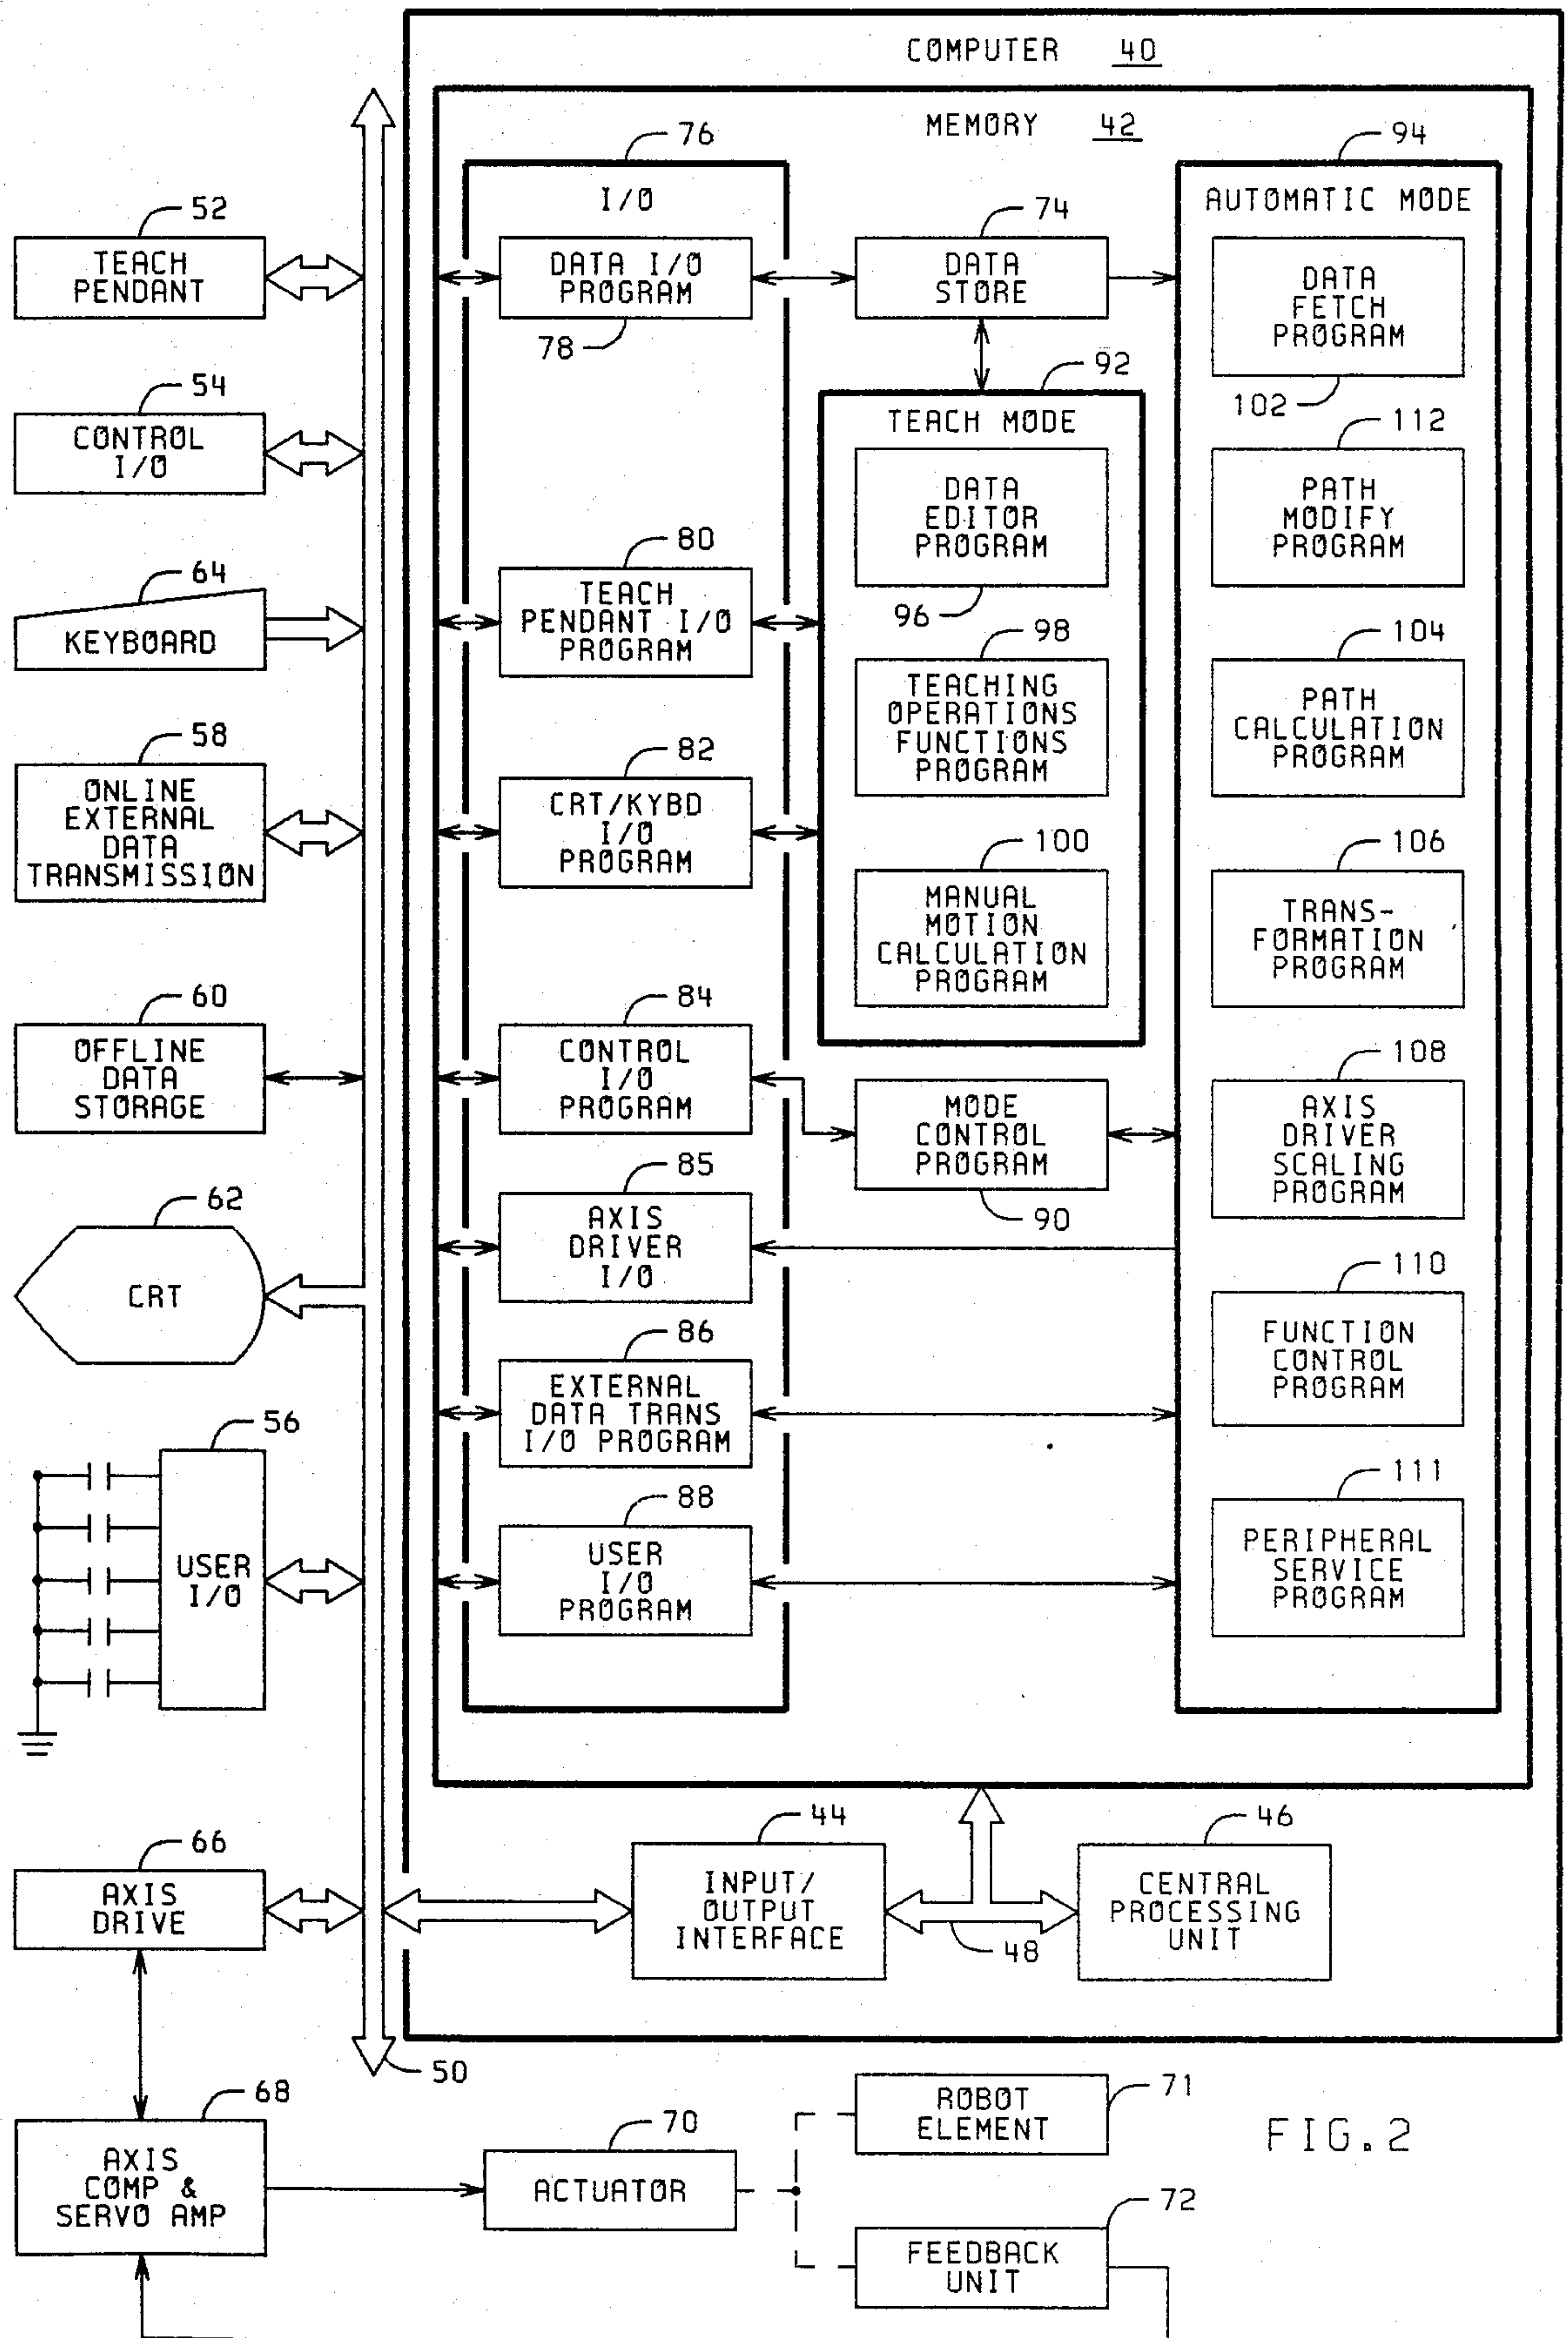 COMPUTER 40
MEMORY 42
76
I/O
94
AUTOMATIC MODE
52
TEACH
PENDANT
DATA I/O
PROGRAM
78
74
DATA
STORE
DATA
FETCH
PROGRAM
102
54
CONTROL
I/O
92
TEACH MODE
DATA
EDITOR
PROGRAM
96
112
PATH
MODIFY
PROGRAM
64
KEYBOARD
80
TEACH
PENDANT I/O
PROGRAM
98
TEACHING
OPERATIONS
FUNCTIONS
PROGRAM
104
PATH
CALCULATION
PROGRAM
58
ONLINE
EXTERNAL
DATA
TRANSMISSION
82
CRT/KYBD
I/O
PROGRAM
100
MANUAL
MOTION
CALCULATION
PROGRAM
106
TRANS-
FORMATION
PROGRAM
60
OFFLINE
DATA
STORAGE
84
CONTROL
I/O
PROGRAM
MODE
CONTROL
PROGRAM
90
108
AXIS
DRIVER
SCALING
PROGRAM
62
CRT
85
AXIS
DRIVER
I/O
110
FUNCTION
CONTROL
PROGRAM
86
EXTERNAL
DATA TRANS
I/O PROGRAM
56
USER
I/O
88
USER
I/O
PROGRAM
111
PERIPHERAL
SERVICE
PROGRAM
66
AXIS
DRIVE
44
INPUT/
OUTPUT
INTERFACE
48
46
CENTRAL
PROCESSING
UNIT
50
68
AXIS
COMP &
SERVO AMP
70
ACTUATOR
71
ROBOT
ELEMENT
72
FEEDBACK
UNIT
FIG.2